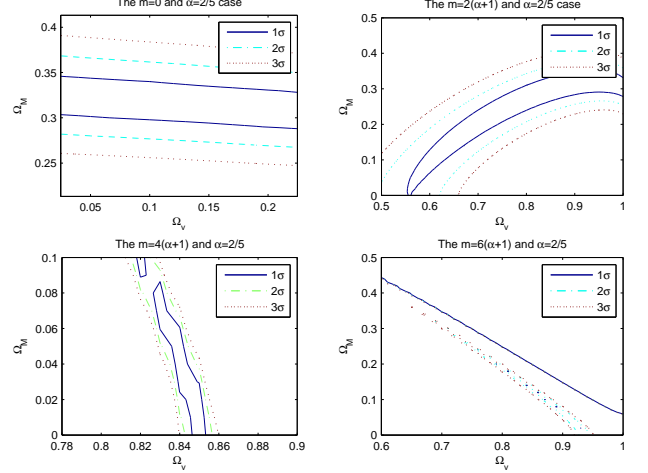 The m=0 and α=2/5 case
0.4
0.35
0.3
0.25
Ω_M
0.05 0.1 0.15 0.2
Ω_v
1σ
2σ
3σ
The m=2(α+1) and α=2/5 case
0.5
0.4
0.3
0.2
0.1
0
Ω_M
0.5 0.6 0.7 0.8 0.9 1
Ω_v
1σ
2σ
3σ
The m=4(α+1) and α=2/5
0.1
0.08
0.06
0.04
0.02
0
Ω_M
0.78 0.8 0.82 0.84 0.86 0.88 0.9
Ω_v
1σ
2σ
3σ
The m=6(α+1) and α=2/5
0.5
0.4
0.3
0.2
0.1
0
Ω_M
0.6 0.7 0.8 0.9 1
Ω_v
1σ
2σ
3σ